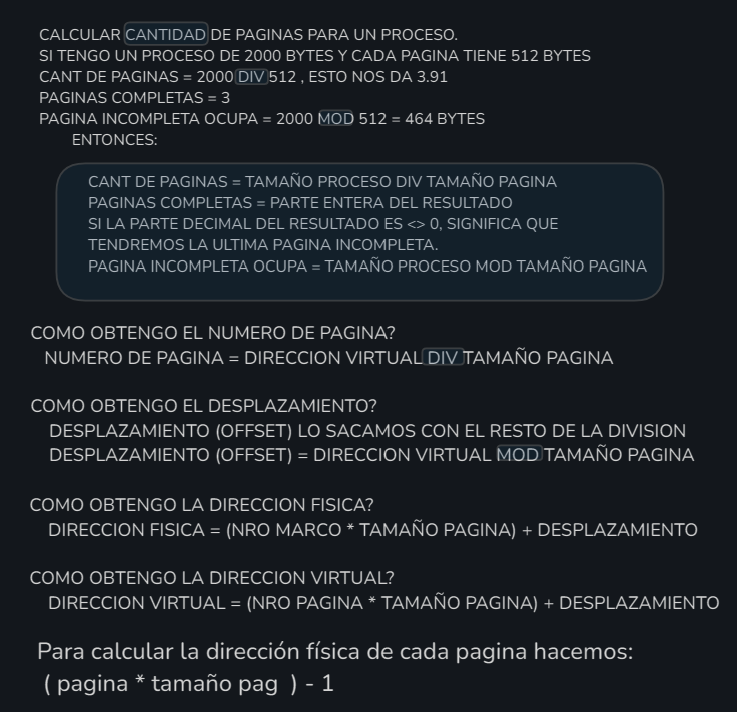 CALCULAR CANTIDAD DE PAGINAS PARA UN PROCESO.
SI TENGO UN PROCESO DE 2000 BYTES Y CADA PAGINA TIENE 512 BYTES
CANT DE PAGINAS = 2000 DIV 512 , ESTO NOS DA 3.91
PAGINAS COMPLETAS = 3
PAGINA INCOMPLETA OCUPA = 2000 MOD 512 = 464 BYTES
ENTONCES:
CANT DE PAGINAS = TAMAÑO PROCESO DIV TAMAÑO PAGINA
PAGINAS COMPLETAS = PARTE ENTERA DEL RESULTADO
SI LA PARTE DECIMAL DEL RESULTADO ES <> 0, SIGNIFICA QUE
TENDREMOS LA ULTIMA PAGINA INCOMPLETA.
PAGINA INCOMPLETA OCUPA = TAMAÑO PROCESO MOD TAMAÑO PAGINA
COMO OBTENGO EL NUMERO DE PAGINA?
NUMERO DE PAGINA = DIRECCION VIRTUAL DIV TAMAÑO PAGINA
COMO OBTENGO EL DESPLAZAMIENTO?
DESPLAZAMIENTO (OFFSET) LO SACAMOS CON EL RESTO DE LA DIVISION
DESPLAZAMIENTO (OFFSET) = DIRECCION VIRTUAL MOD TAMAÑO PAGINA
COMO OBTENGO LA DIRECCION FISICA?
DIRECCION FISICA = (NRO MARCO * TAMAÑO PAGINA) + DESPLAZAMIENTO
COMO OBTENGO LA DIRECCION VIRTUAL?
DIRECCION VIRTUAL = (NRO PAGINA * TAMAÑO PAGINA) + DESPLAZAMIENTO
Para calcular la dirección física de cada pagina hacemos:
( pagina * tamaño pag ) - 1